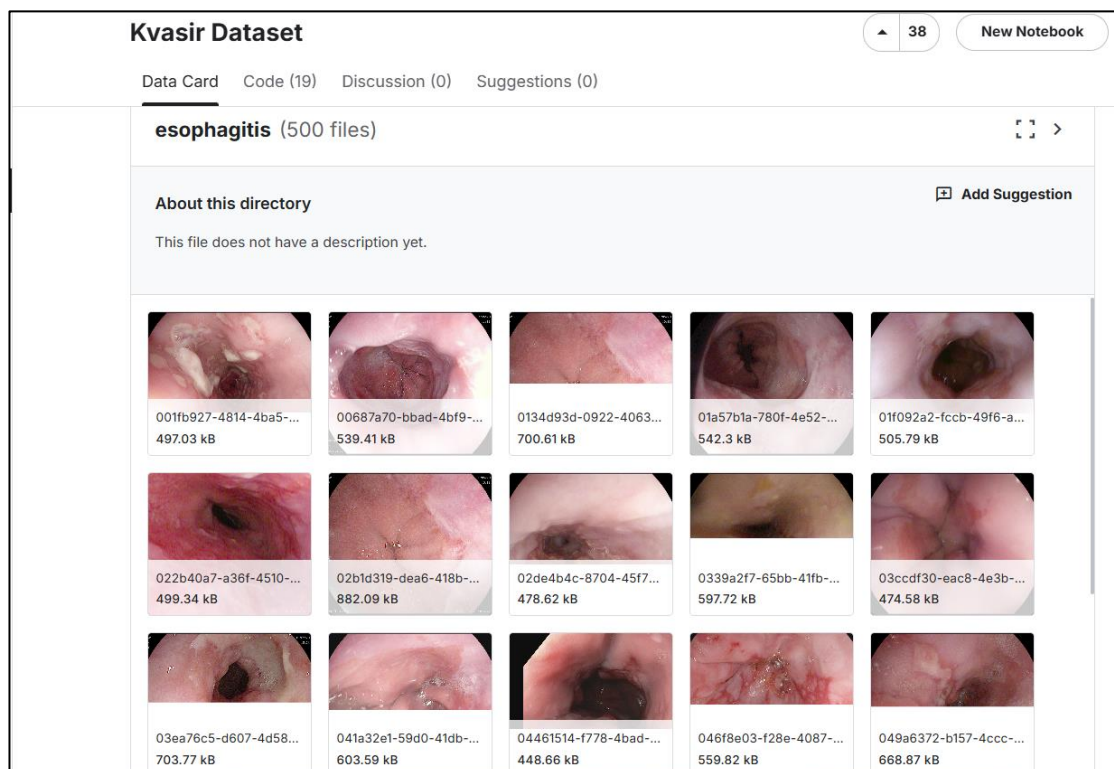 Kvasir Dataset
38
New Notebook
Data Card Code (19) Discussion (0) Suggestions (0)
esophagitis (500 files)
About this directory
Add Suggestion
This file does not have a description yet.
001fb927-4814-4ba5-... 00687a70-bbad-4bf9-... 0134d93d-0922-4063... 01a57b1a-780f-4e52-... 01f092a2-fccb-49f6-a...
497.03 kB 539.41 kB 700.61 kB 542.3 kB 505.79 kB
022b40a7-a36f-4510-... 02b1d319-dea6-418b-... 02de4b4c-8704-45f7... 0339a2f7-65bb-41fb-... 03ccdf30-eac8-4e3b-...
499.34 kB 882.09 kB 478.62 kB 597.72 kB 474.58 kB
03ea76c5-d607-4d58... 041a32e1-59d0-41db-... 04461514-f778-4bad-... 046f8e03-f28e-4087-... 049a6372-b157-4ccc-...
703.77 kB 603.59 kB 448.66 kB 559.82 kB 668.87 kB